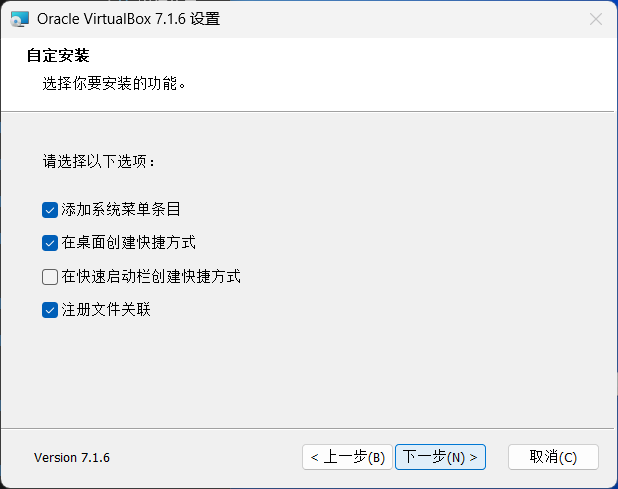 Oracle VirtualBox 7.1.6 设置
自定安装
选择你要安装的功能。
请选择以下选项：
添加系统菜单条目
在桌面创建快捷方式
在快速启动栏创建快捷方式
注册文件关联
Version 7.1.6
< 上一步(B)
下一步(N) >
取消(C)